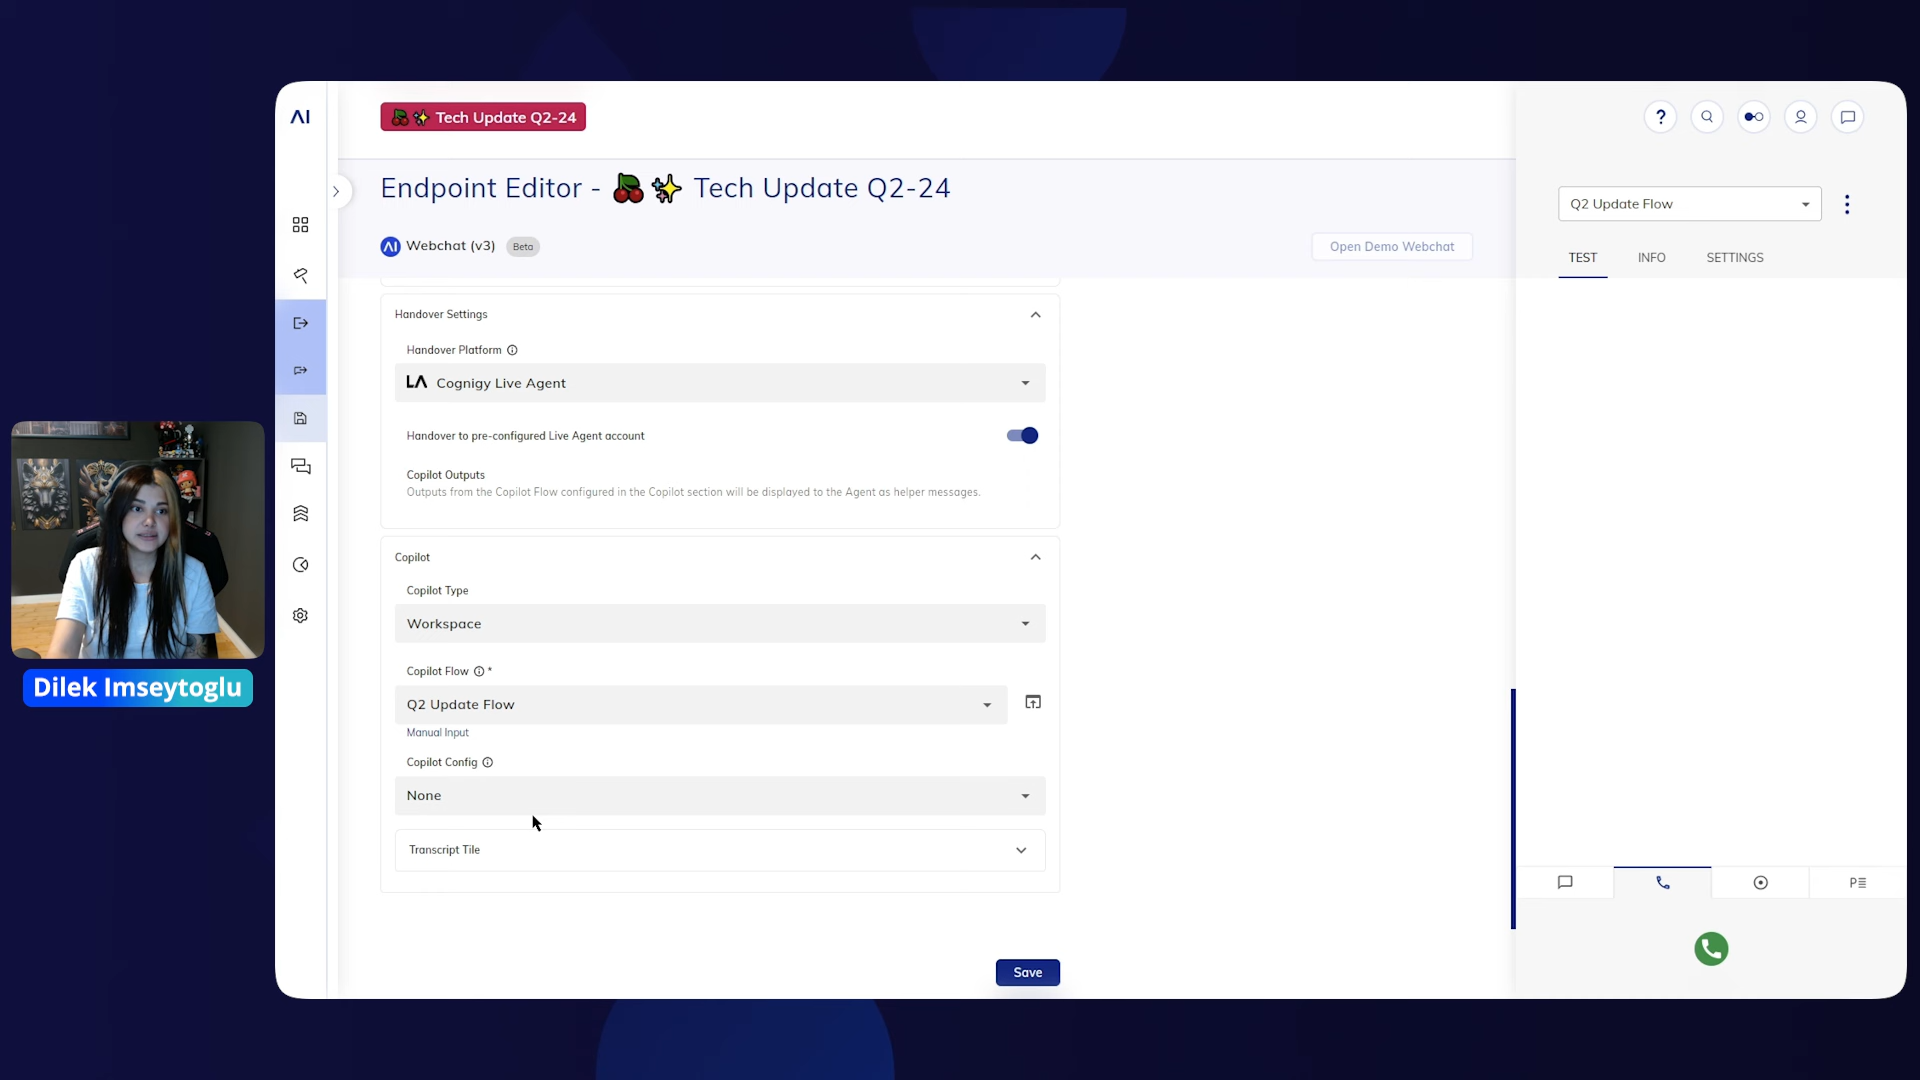 AI
🍒✨ Tech Update Q2-24
Endpoint Editor - 🍒✨ Tech Update Q2-24
AI Webchat (v3) Beta
Open Demo Webchat
Handover Settings
Handover Platform
LA Cognigy Live Agent
Handover to pre-configured Live Agent account
Copilot Outputs
Outputs from the Copilot Flow configured in the Copilot section will be displayed to the Agent as helper messages.
Copilot
Copilot Type
Workspace
Copilot Flow *
Q2 Update Flow
Manual Input
Copilot Config
None
Transcript Tile
Save
?
Q2 Update Flow
TEST INFO SETTINGS
Dilek Imseytoglu